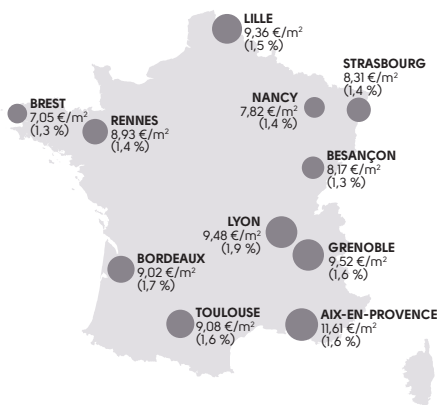 LILLE
9,36 €/m²
(1,5 %)
STRASBOURG
8,31 €/m²
(1,4 %)
NANCY
7,82 €/m²
(1,4 %)
BREST
7,05 €/m²
(1,3 %)
RENNES
8,93 €/m²
(1,4 %)
BESANÇON
8,17 €/m²
(1,3 %)
LYON
9,48 €/m²
(1,9 %)
GRENOBLE
9,52 €/m²
(1,6 %)
BORDEAUX
9,02 €/m²
(1,7 %)
TOULOUSE
9,08 €/m²
(1,6 %)
AIX-EN-PROVENCE
11,61 €/m²
(1,6 %)